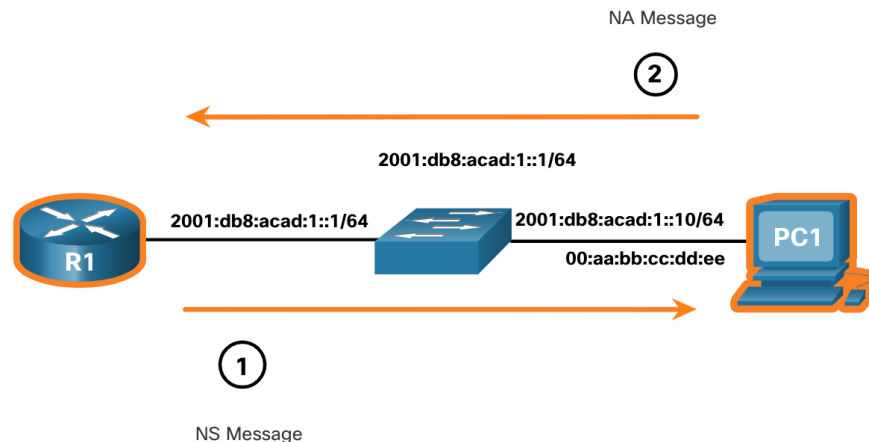 NA Message
2
2001:db8:acad:1::1/64
2001:db8:acad:1::1/64
2001:db8:acad:1::10/64
R1
PC1
00:aa:bb:cc:dd:ee
1
NS Message